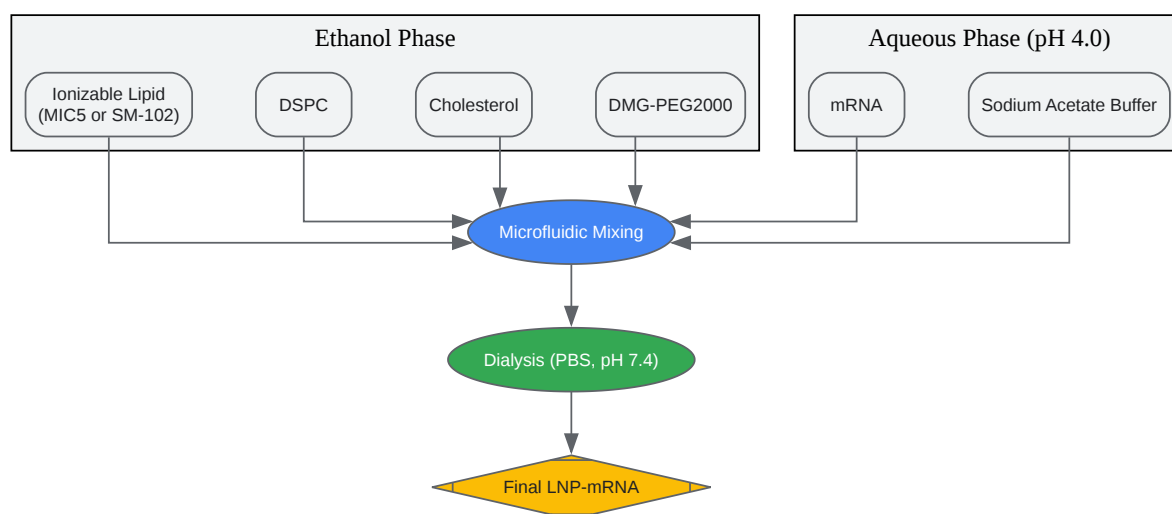 Ethanol Phase
Aqueous Phase (pH 4.0)
Ionizable Lipid
(MIC5 or SM-102)
DSPC
Cholesterol
DMG-PEG2000
mRNA
Sodium Acetate Buffer
Microfluidic Mixing
Dialysis (PBS, pH 7.4)
Final LNP-mRNA